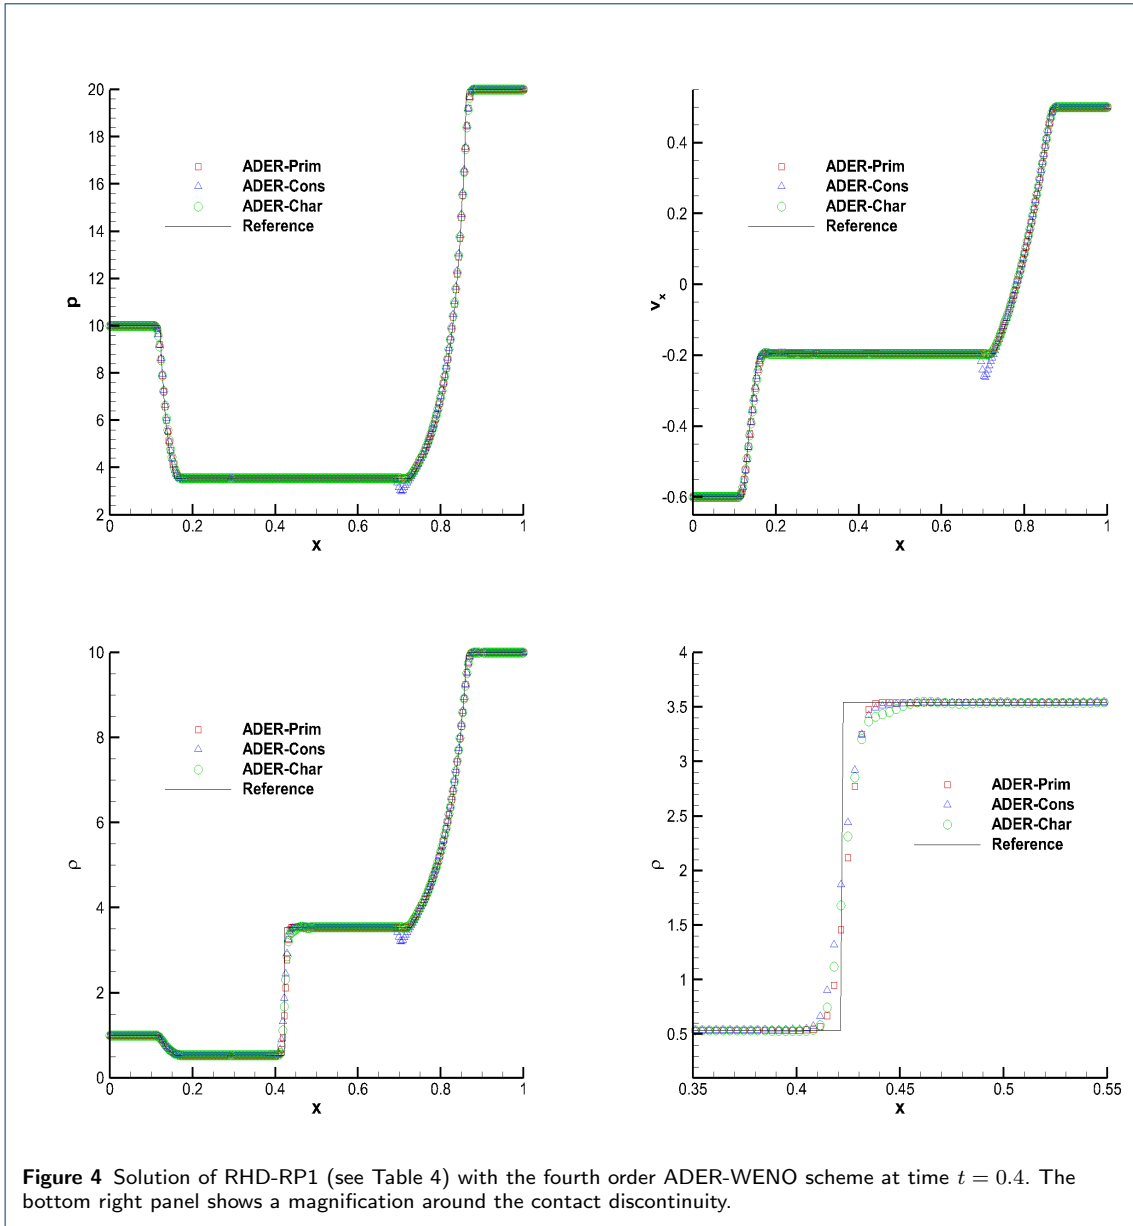 20
18
16
14
12
10
8
6
4
2
p
ADER-Prim
ADER-Cons
ADER-Char
Reference
0
0.2
0.4
0.6
0.8
1
x
0.4
0.2
0
-0.2
-0.4
-0.6
vx
ADER-Prim
ADER-Cons
ADER-Char
Reference
0
0.2
0.4
0.6
0.8
1
x
10
8
6
4
2
0
ρ
ADER-Prim
ADER-Cons
ADER-Char
Reference
0
0.2
0.4
0.6
0.8
1
x
4
3.5
3
2.5
2
1.5
1
0.5
ρ
ADER-Prim
ADER-Cons
ADER-Char
Reference
0.35
0.4
0.45
0.5
0.55
x
Figure 4 Solution of RHD-RP1 (see Table 4) with the fourth order ADER-WENO scheme at time t = 0.4. The
bottom right panel shows a magnification around the contact discontinuity.